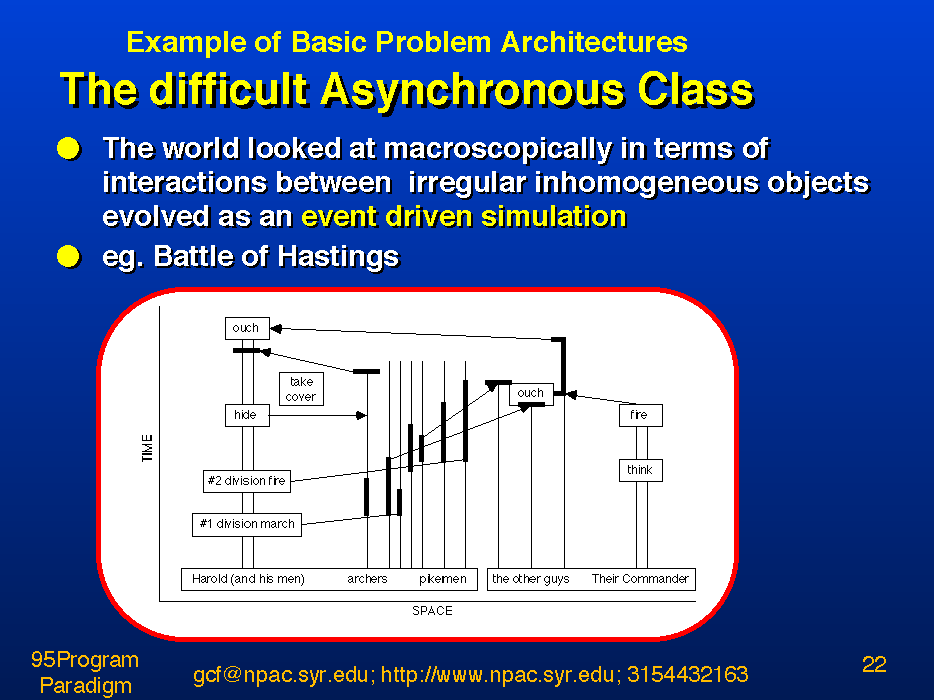 Example of Basic Problem Architectures
The difficult Asynchronous Class
The world looked at macroscopically in terms of
interactions between irregular inhomogeneous objects
evolved as an event driven simulation
eg. Battle of Hastings
ouch
take
cover
ouch
hide
fire
TIME
think
#2 division fire
#1 division march
Harold (and his men)
archers
pikemen
the other guys
Their Commander
SPACE
95Program
Paradigm
gcf@npac.syr.edu; http://www.npac.syr.edu; 3154432163
22